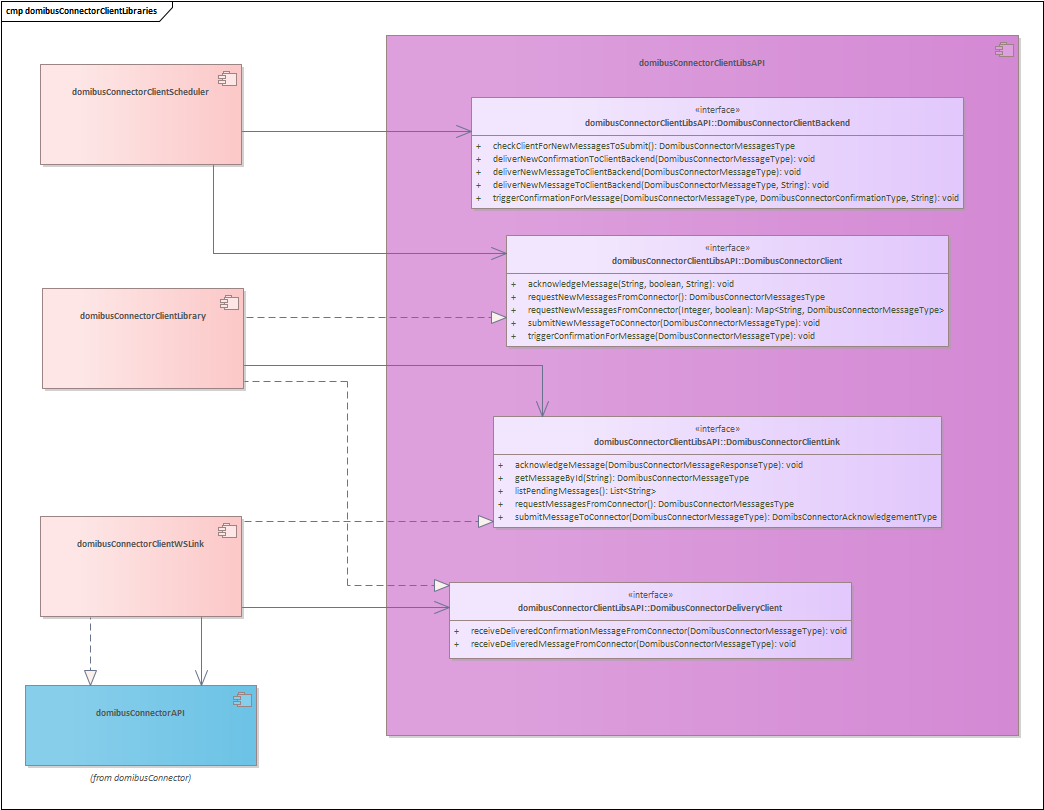 cmp domibusConnectorClientLibraries
domibusConnectorClientLibsAPI
domibusConnectorClientScheduler
«interface»
domibusConnectorClientLibsAPI::DomibusConnectorClientBackend
+ checkClientForNewMessagesToSubmit(): DomibusConnectorMessagesType
+ deliverNewConfirmationToClientBackend(DomibusConnectorMessageType): void
+ deliverNewMessageToClientBackend(DomibusConnectorMessageType): void
+ deliverNewMessageToClientBackend(DomibusConnectorMessageType, String): void
+ triggerConfirmationForMessage(DomibusConnectorMessageType, DomibusConnectorConfirmationType, String): void
«interface»
domibusConnectorClientLibsAPI::DomibusConnectorClient
+ acknowledgeMessage(String, boolean, String): void
+ requestNewMessagesFromConnector(): DomibusConnectorMessagesType
+ requestNewMessagesFromConnector(Integer, boolean): Map<String, DomibusConnectorMessageType>
+ submitNewMessageToConnector(DomibusConnectorMessageType): void
+ triggerConfirmationForMessage(DomibusConnectorMessageType): void
domibusConnectorClientLibrary
«interface»
domibusConnectorClientLibsAPI::DomibusConnectorClientLink
+ acknowledgeMessage(DomibusConnectorMessageResponseType): void
+ getMessageById(String): DomibusConnectorMessageType
+ listPendingMessages(): List<String>
+ requestMessagesFromConnector(): DomibusConnectorMessagesType
+ submitMessageToConnector(DomibusConnectorMessageType): DomibsConnectorAcknowledgementType
domibusConnectorClientWSLink
«interface»
domibusConnectorClientLibsAPI::DomibusConnectorDeliveryClient
+ receiveDeliveredConfirmationMessageFromConnector(DomibusConnectorMessageType): void
+ receiveDeliveredMessageFromConnector(DomibusConnectorMessageType): void
domibusConnectorAPI
(from domibusConnector)